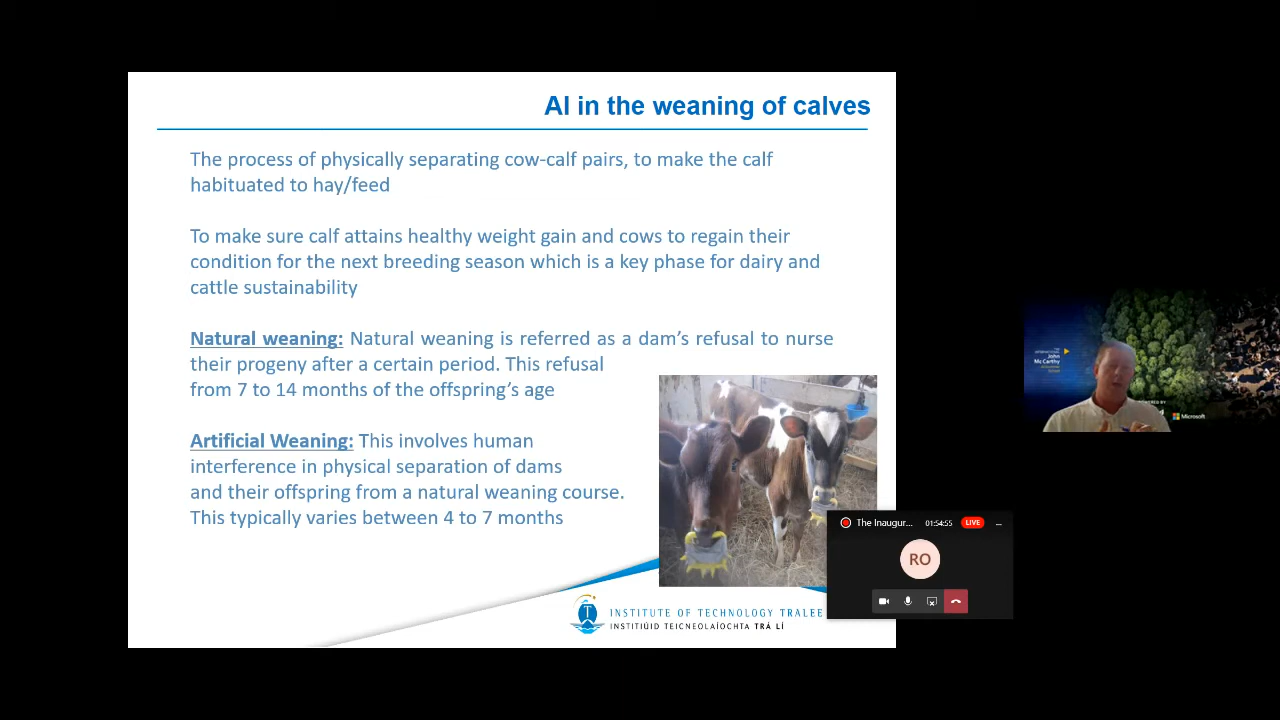 AI in the weaning of calves
The process of physically separating cow-calf pairs, to make the calf
habituated to hay/feed
To make sure calf attains healthy weight gain and cows to regain their
condition for the next breeding season which is a key phase for dairy and
cattle sustainability
Natural weaning: Natural weaning is referred as a dam's refusal to nurse
their progeny after a certain period. This refusal
from 7 to 14 months of the offspring's age
Artificial Weaning: This involves human
interference in physical separation of dams
and their offspring from a natural weaning course.
This typically varies between 4 to 7 months
INSTITUTE OF TECHNOLOGY TRALEE
INSTITIÚID TEICNEOLAÍOCHTA TRÁ LÍ
John
Mc Carthy
Microsoft
The Inaugur...
01:54:55
LIVE
...
RO